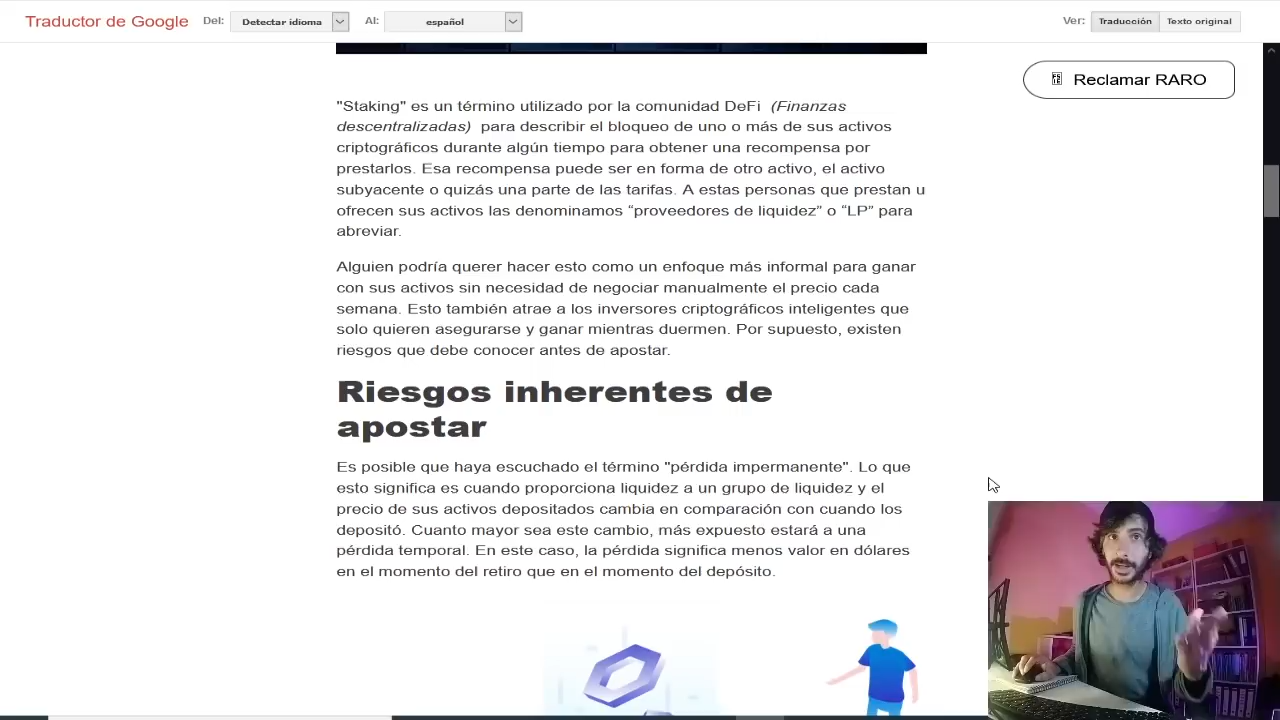 Traductor de Google Del: Detectar idioma Al: español Ver: Traducción Texto original
Reclamar RARO
"Staking" es un término utilizado por la comunidad DeFi (Finanzas
descentralizadas) para describir el bloqueo de uno o más de sus activos
criptográficos durante algún tiempo para obtener una recompensa por
prestarlos. Esa recompensa puede ser en forma de otro activo, el activo
subyacente o quizás una parte de las tarifas. A estas personas que prestan u
ofrecen sus activos las denominamos “proveedores de liquidez” o “LP” para
abreviar.
Alguien podría querer hacer esto como un enfoque más informal para ganar
con sus activos sin necesidad de negociar manualmente el precio cada
semana. Esto también atrae a los inversores criptográficos inteligentes que
solo quieren asegurarse y ganar mientras duermen. Por supuesto, existen
riesgos que debe conocer antes de apostar.
Riesgos inherentes de
apostar
Es posible que haya escuchado el término "pérdida impermanente". Lo que
esto significa es cuando proporciona liquidez a un grupo de liquidez y el
precio de sus activos depositados cambia en comparación con cuando los
depositó. Cuanto mayor sea este cambio, más expuesto estará a una
pérdida temporal. En este caso, la pérdida significa menos valor en dólares
en el momento del retiro que en el momento del depósito.